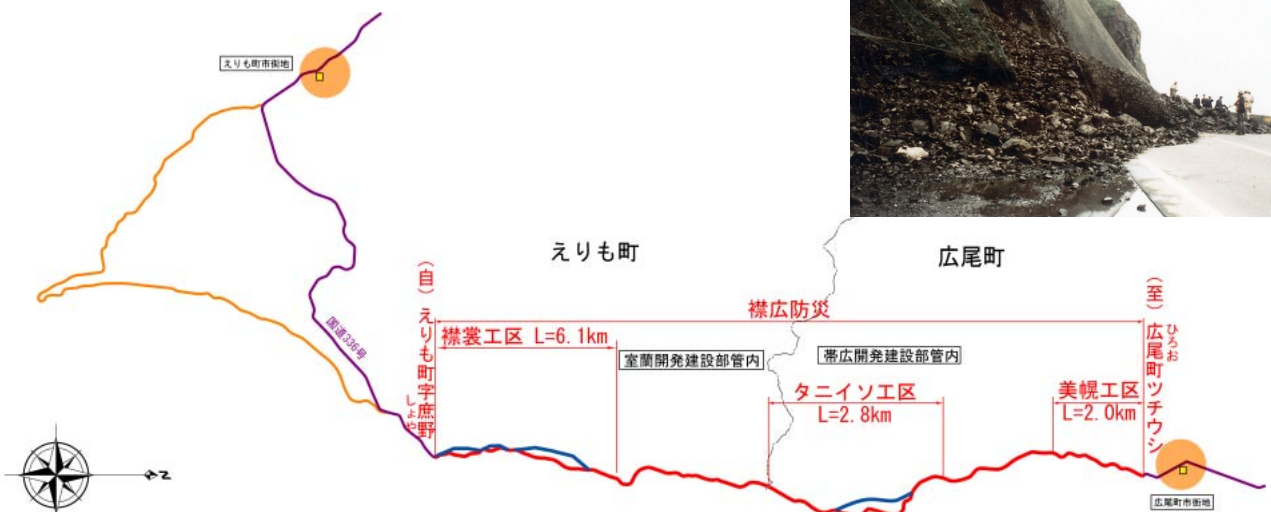 えりも町市街地
えりも町
広尾町
(自)えりも町字庶野
しょや
(至)広尾町ツチウシ
ひろお
襟広防災
襟裳工区 L=6.1km
室蘭開発建設部管内
帯広開発建設部管内
国道336号
タニイソ工区
L=2.8km
美幌工区
L=2.0km
N
広尾町市街地